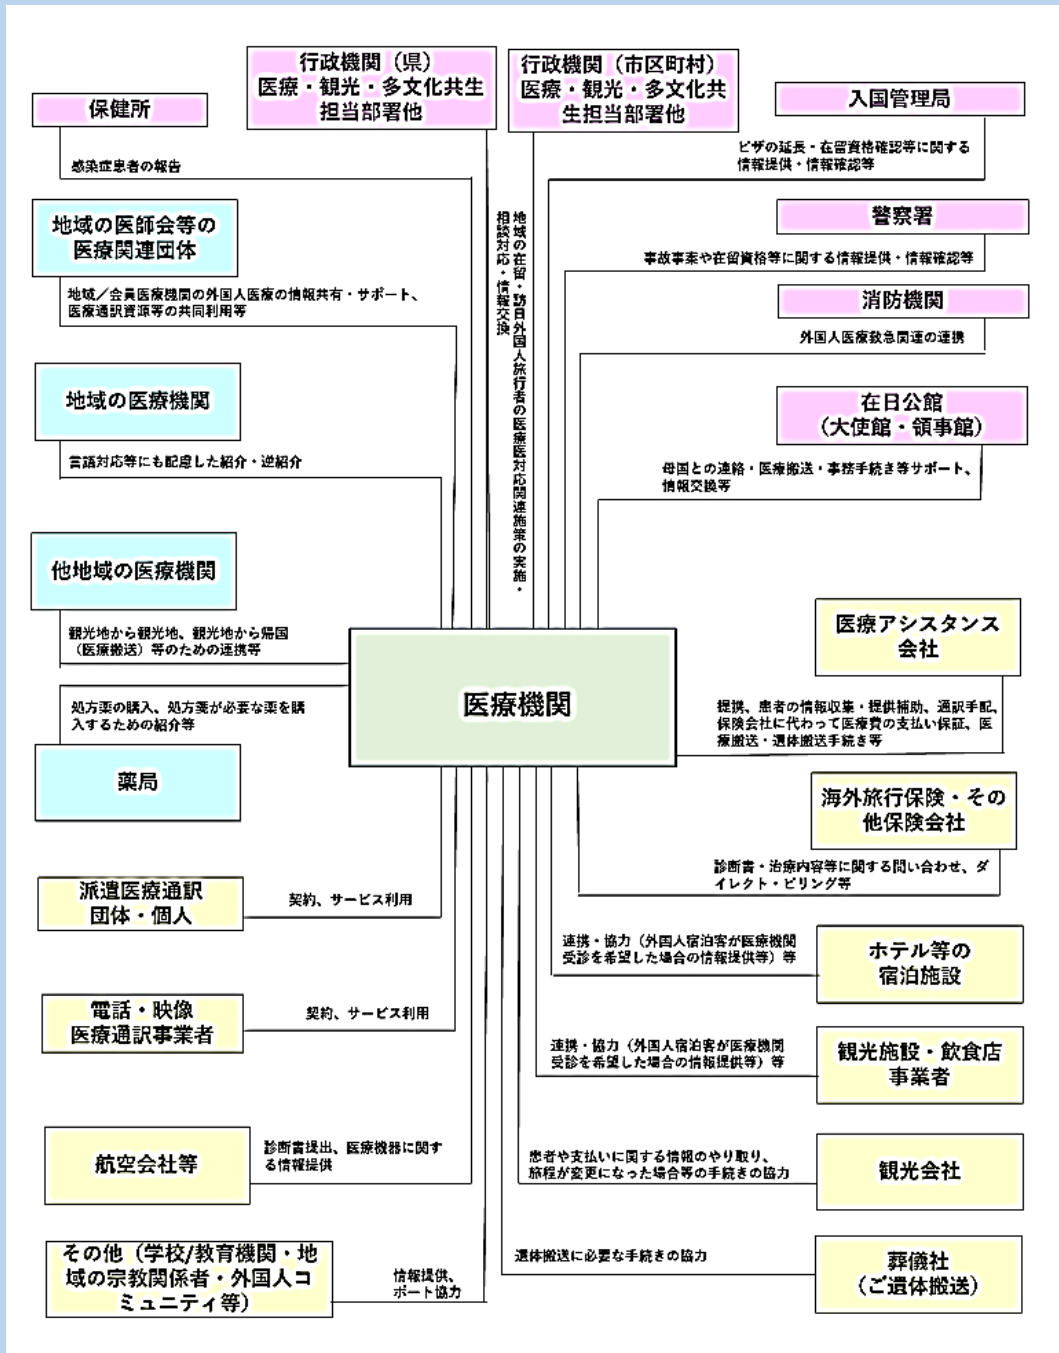 行政機関（県）
医療・観光・多文化共生
担当部署他
行政機関（市区町村）
医療・観光・多文化共
生担当部署他
保健所
感染症患者の報告
入国管理局
ビザの延長・在留資格確認等に関する
情報提供・情報確認等
地域の医師会等の
医療関連団体
地域／会員医療機関の外国人医療の情報共有・サポート、
医療通訳資源等の共同利用等
地域の在留・訪日外国人旅行者の医療医対応関連施策の実施・
相談対応・情報交換
警察署
事故事案や在留資格等に関する情報提供・情報確認等
消防機関
外国人医療救急関連の連携
地域の医療機関
言語対応等にも配慮した紹介・逆紹介
在日公館
（大使館・領事館）
母国との連絡・医療搬送・事務手続き等サポート、
情報交換等
他地域の医療機関
観光地から観光地、観光地から帰国
（医療搬送）等のための連携等
医療機関
医療アシスタンス
会社
提携、患者の情報収集・提供補助、通訳手配、
保険会社に代わって医療費の支払い保証、医
療搬送・遺体搬送手続き等
処方薬の購入、処方薬が必要な薬を購
入するための紹介等
薬局
海外旅行保険・その
他保険会社
診断書・治療内容等に関する問い合わせ、ダ
イレクト・ビリング等
派遣医療通訳
団体・個人
契約、サービス利用
ホテル等の
宿泊施設
連携・協力（外国人宿泊客が医療機関
受診を希望した場合の情報提供等）等
電話・映像
医療通訳事業者
契約、サービス利用
観光施設・飲食店
事業者
連携・協力（外国人宿泊客が医療機関
受診を希望した場合の情報提供等）等
航空会社等
診断書提出、医療機器に関す
る情報提供
観光会社
患者や支払いに関する情報のやり取り、
旅程が変更になった場合等の手続きの協力
その他（学校/教育機関・地
域の宗教関係者・外国人コ
ミュニティ等）
情報提供、
ポート協力
葬儀社
（ご遺体搬送）
遺体搬送に必要な手続きの協力